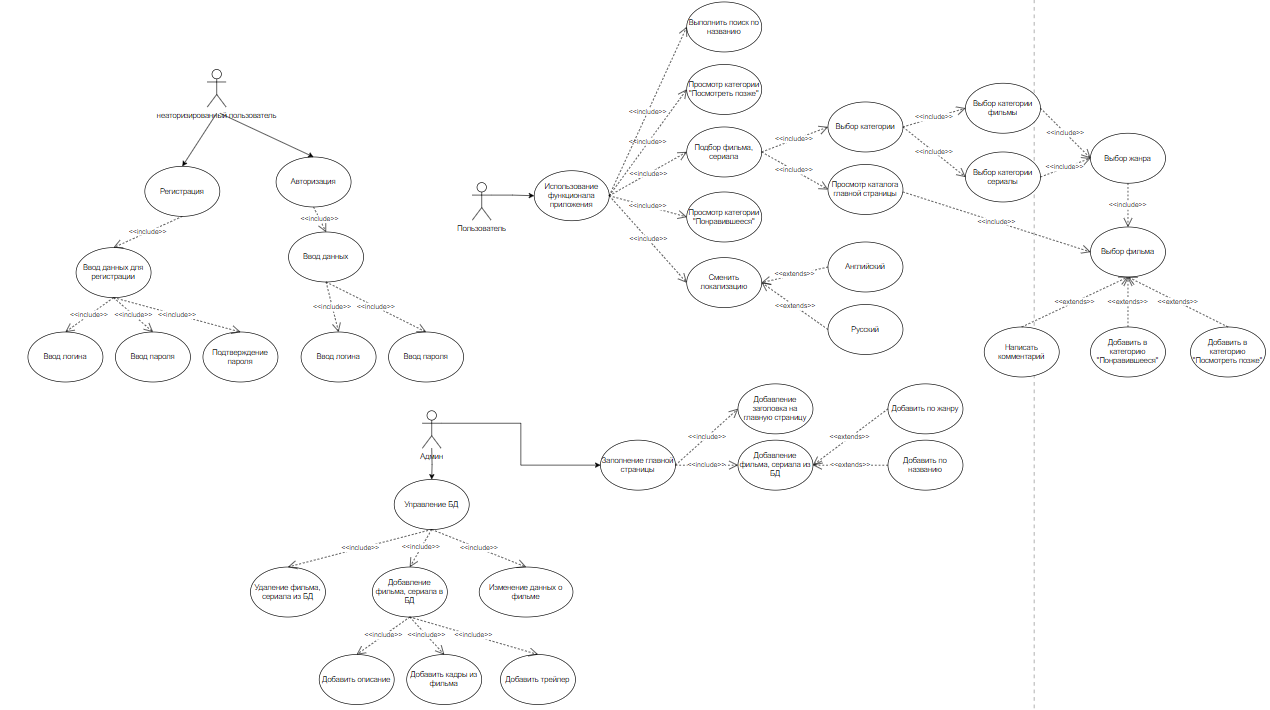 неаторизированный пользователь
Регистрация
Авторизация
<<include>>
<<include>>
Ввод данных для
регистрации
Ввод данных
<<include>>
<<include>>
<<include>>
<<include>>
<<include>>
Ввод логина
Ввод пароля
Подтверждение
пароля
Ввод логина
Ввод пароля
Пользователь
Использование
функционала
приложения
<<include>>
<<include>>
<<include>>
<<include>>
<<include>>
Выполнить поиск по
названию
Просмотр категории
"Посмотреть позже"
Подбор фильма,
сериала
Просмотр категории
"Понравившееся"
Сменить
локализацию
<<include>>
<<include>>
Выбор категории
Просмотр каталога
главной страницы
<<extends>>
<<extends>>
Английский
Русский
<<include>>
<<include>>
<<include>>
Выбор категории
фильмы
Выбор категории
сериалы
<<include>>
<<include>>
Выбор жанра
<<include>>
Выбор фильма
<<extends>>
<<extends>>
<<extends>>
Написать
комментарий
Добавить в
категорию
"Понравившееся"
Добавить в
категорию
"Посмотреть позже"
Админ
Заполнение главной
страницы
<<include>>
<<include>>
Добавление
заголовка на
главную страницу
Добавление
фильма, сериала из
БД
<<extends>>
<<extends>>
Добавить по жанру
Добавить по
названию
Управление БД
<<include>>
<<include>>
<<include>>
Удаление фильма,
сериала из БД
Добавление
фильма, сериала в
БД
Изменение данных о
фильме
<<include>>
<<include>>
<<include>>
Добавить описание
Добавить кадры из
фильма
Добавить трейлер